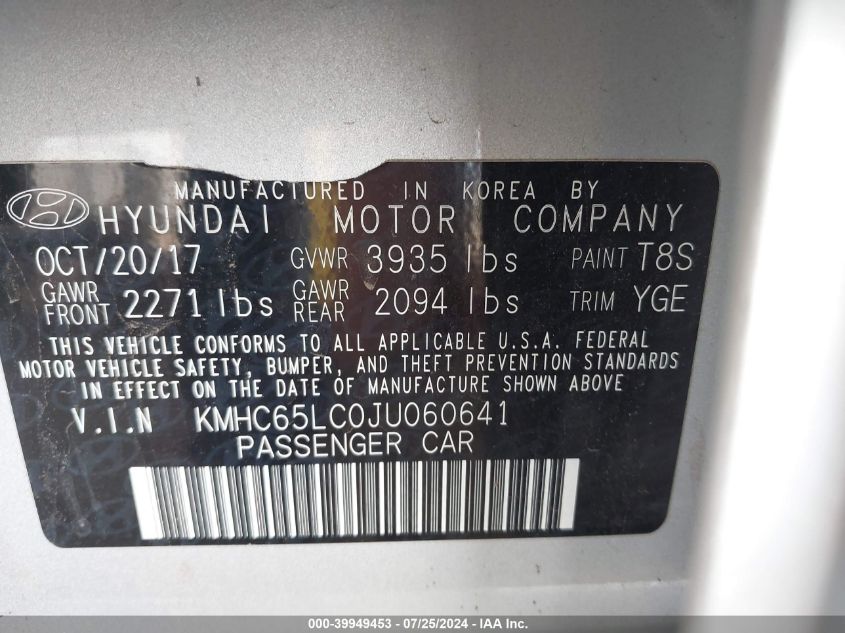 MANUFACTURED IN KOREA BY
HYUNDAI MOTOR COMPANY
OCT/20/17 GVWR 3935 lbs PAINT T8S
GAWR FRONT 2271 lbs GAWR REAR 2094 lbs TRIM YGE
THIS VEHICLE CONFORMS TO ALL APPLICABLE U.S.A. FEDERAL
MOTOR VEHICLE SAFETY, BUMPER, AND THEFT PREVENTION STANDARDS
IN EFFECT ON THE DATE OF MANUFACTURE SHOWN ABOVE
V.I.N KMHC65LC0JU060641
PASSENGER CAR
000-39949453 - 07/25/2024 - IAA Inc.